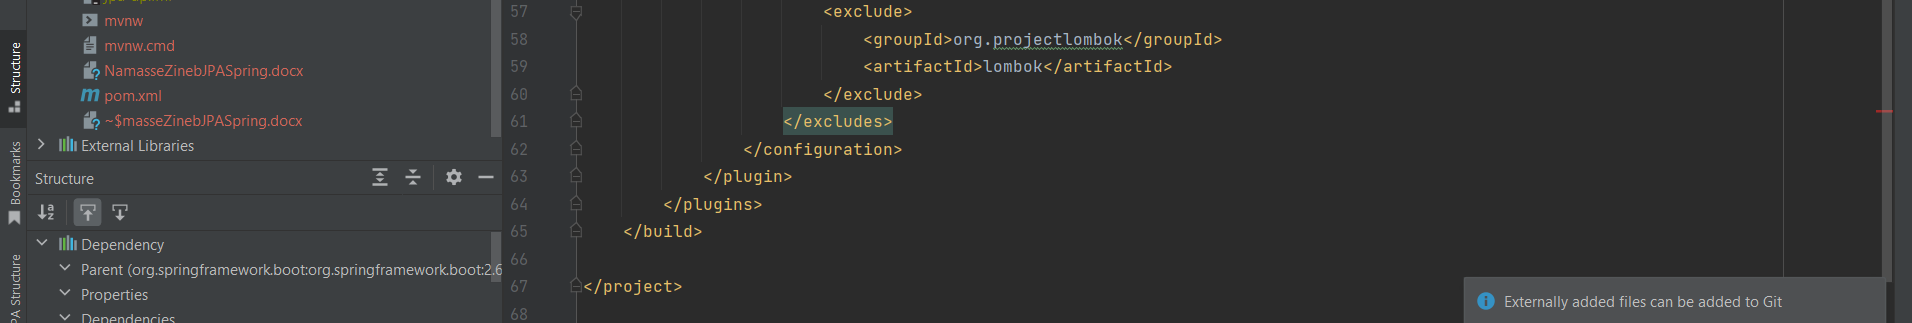 Structure
Bookmarks
PA Structure
mvnw
mvnw.cmd
NamasseZinebJPASpring.docx
pom.xml
~$masseZinebJPASpring.docx
External Libraries
Structure
Dependency
Parent (org.springframework.boot:org.springframework.boot:2.6
Properties
Dependencies
57 <exclude>
58 <groupId>org.projectlombok</groupId>
59 <artifactId>lombok</artifactId>
60 </exclude>
61 </excludes>
62 </configuration>
63 </plugin>
64 </plugins>
65 </build>
66
67 </project>
68
Externally added files can be added to Git